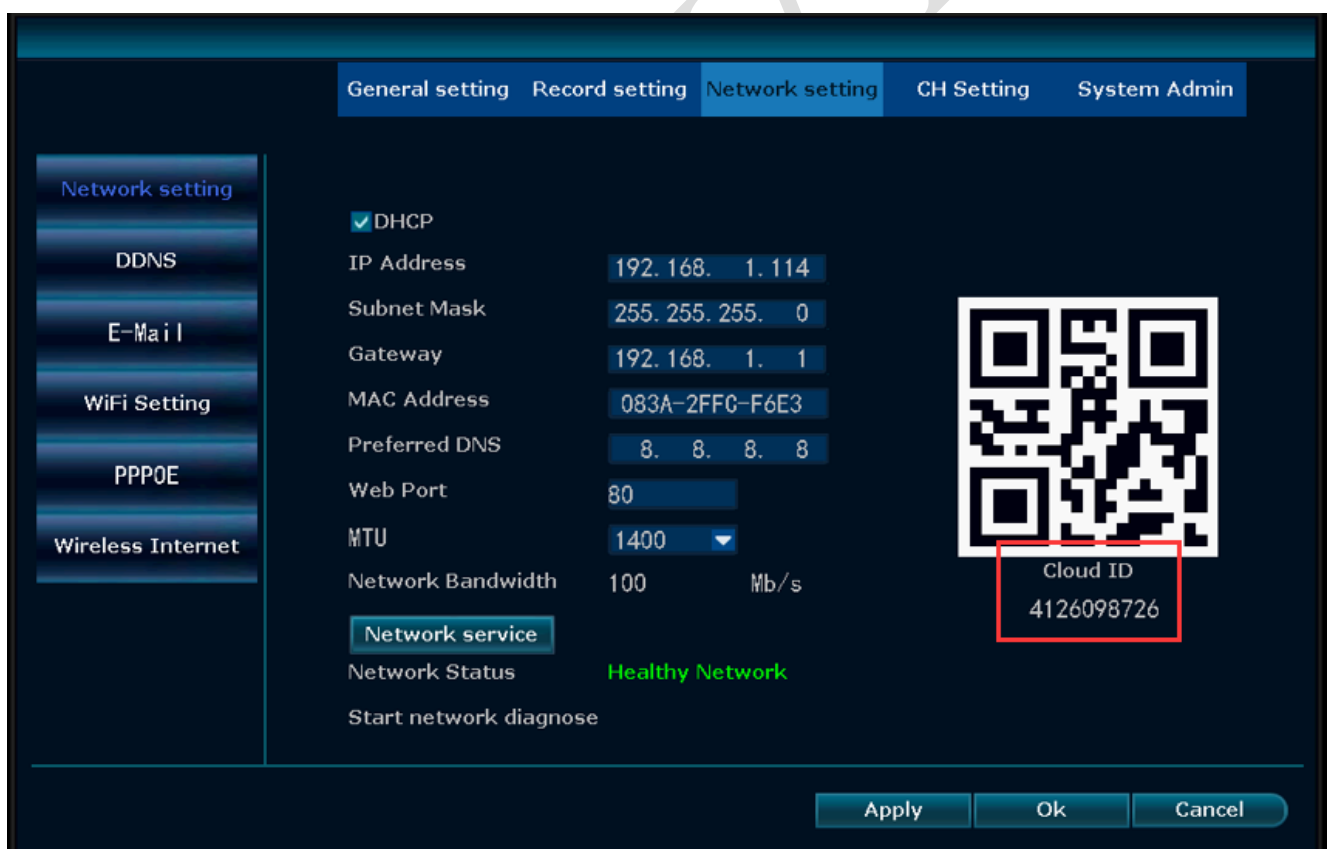 General setting Record setting Network setting CH Setting System Admin
Network setting
DDNS
E-Mail
WiFi Setting
PPPOE
Wireless Internet
DHCP
IP Address 192.168. 1.114
Subnet Mask 255.255.255. 0
Gateway 192.168. 1. 1
MAC Address 083A-2FFC-F6E3
Preferred DNS 8. 8. 8. 8
Web Port 80
MTU 1400
Network Bandwidth 100 Mb/s
Network service
Network Status Healthy Network
Start network diagnose
Cloud ID
4126098726
Apply Ok Cancel